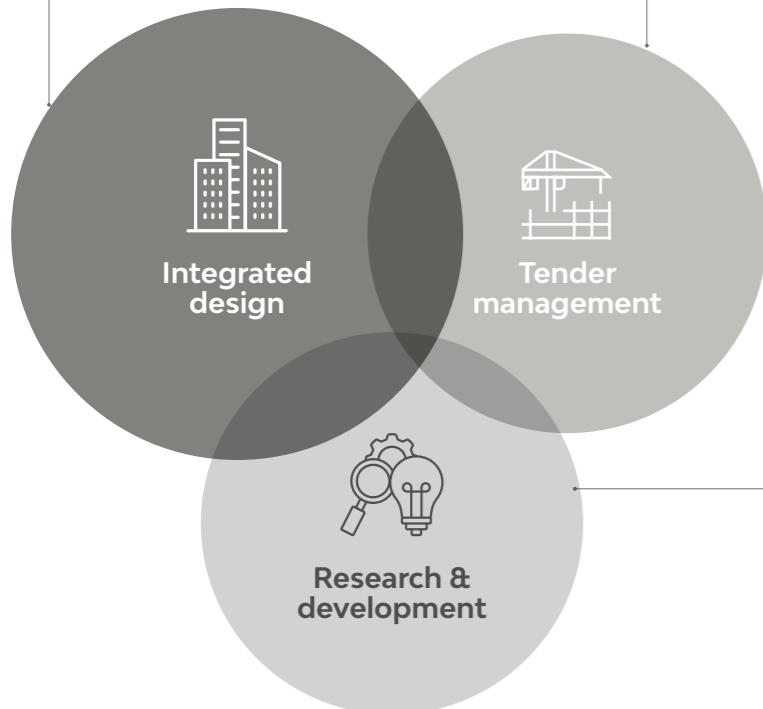 Integrated
design
Tender
management
Research &
development